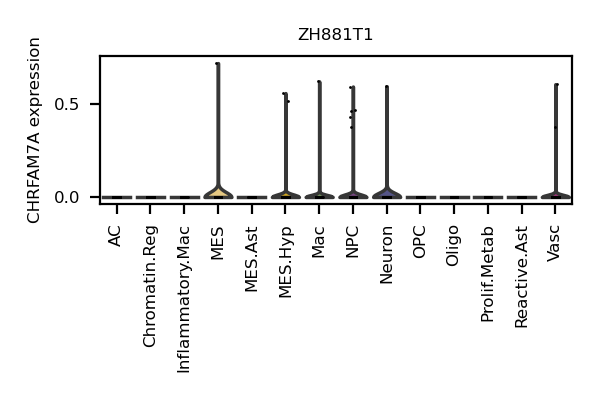 ZH881T1
CHRFAM7A expression
0.5
0.0
AC
Chromatin.Reg
Inflammatory.Mac
MES
MES.Ast
MES.Hyp
Mac
NPC
Neuron
OPC
Oligo
Prolif.Metab
Reactive.Ast
Vasc